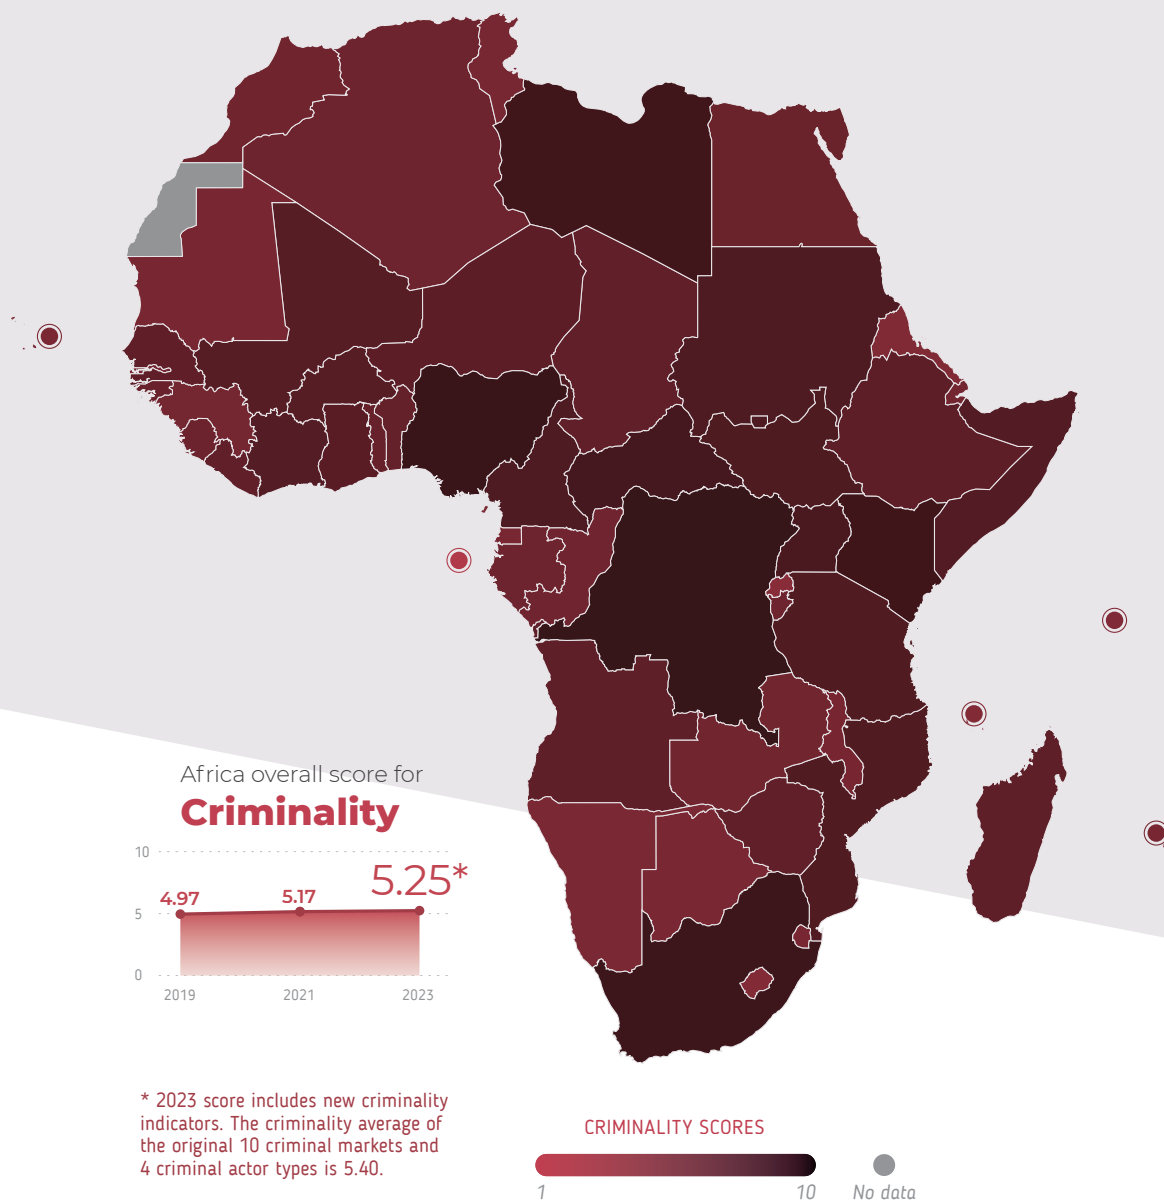 Africa overall score for
Criminality
10
5.25*
4.97
5.17
5
0
2019
2021
2023
* 2023 score includes new criminality
indicators. The criminality average of
the original 10 criminal markets and
4 criminal actor types is 5.40.
CRIMINALITY SCORES
1
10
No data